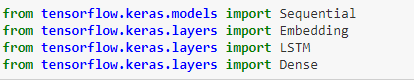 from tensorflow.keras.models import Sequential
from tensorflow.keras.layers import Embedding
from tensorflow.keras.layers import LSTM
from tensorflow.keras.layers import Dense